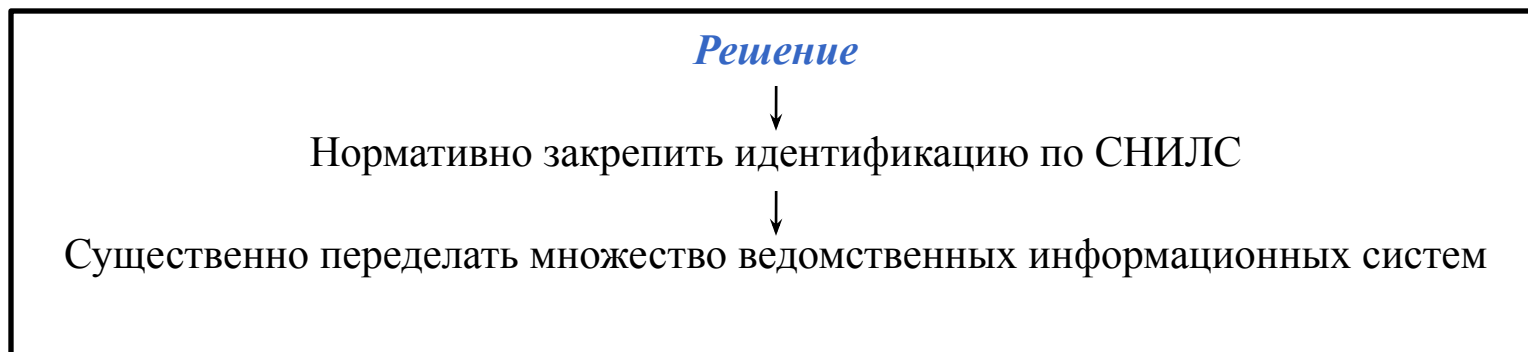 Решение
Нормативно закрепить идентификацию по СНИЛС
Существенно переделать множество ведомственных информационных систем